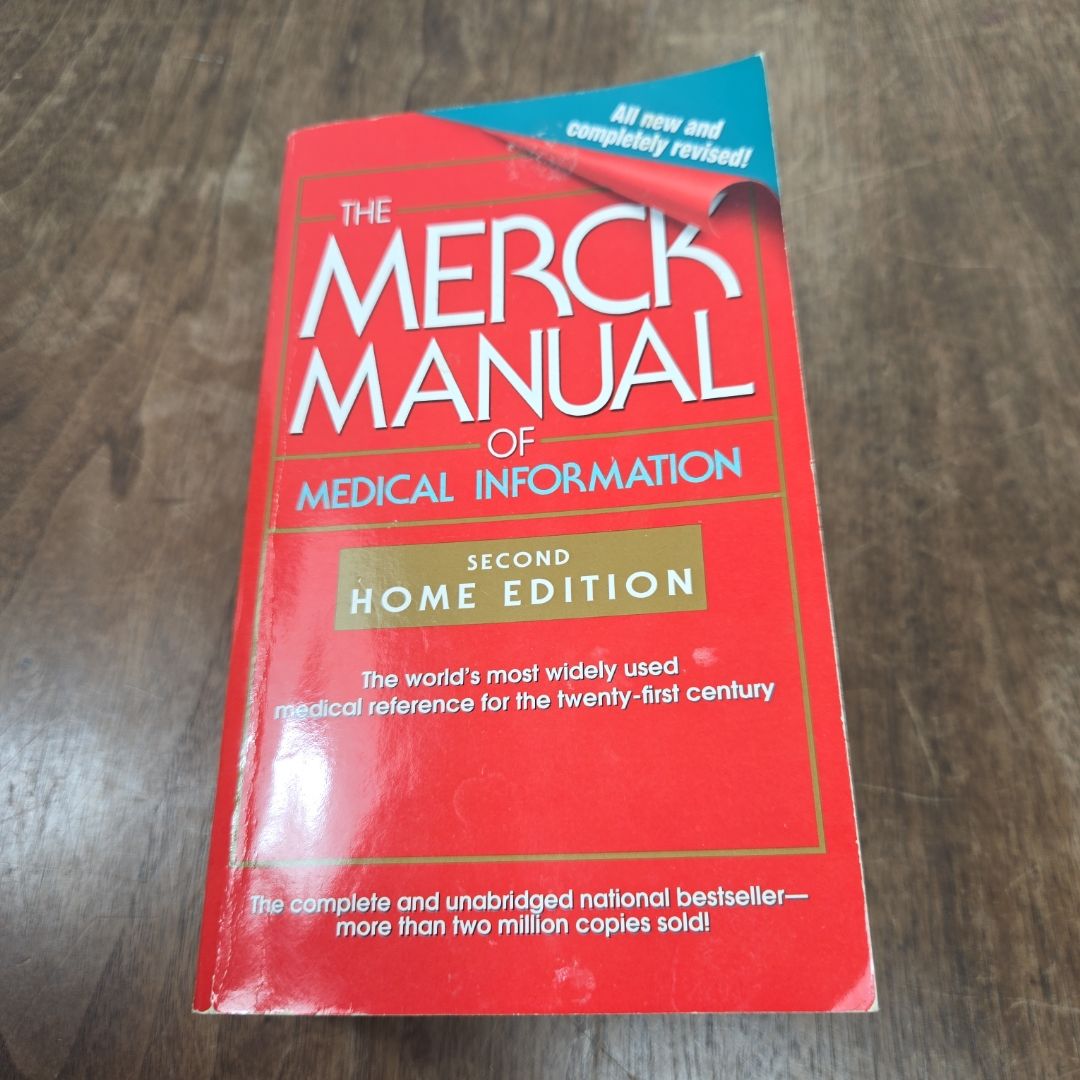 All new and
completely revised!
THE
MERCK
MANUAL
OF
MEDICAL INFORMATION
SECOND
HOME EDITION
The world's most widely used
medical reference for the twenty-first century
The complete and unabridged national bestseller—
more than two million copies sold!